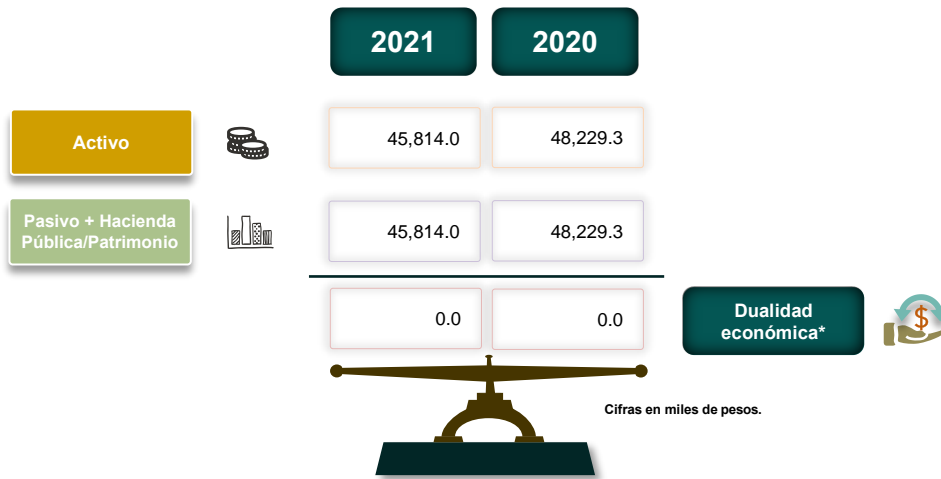 2021 2020
Activo 45,814.0 48,229.3
Pasivo + Hacienda
Pública/Patrimonio 45,814.0 48,229.3
0.0 0.0 Dualidad
económica*
$
Cifras en miles de pesos.